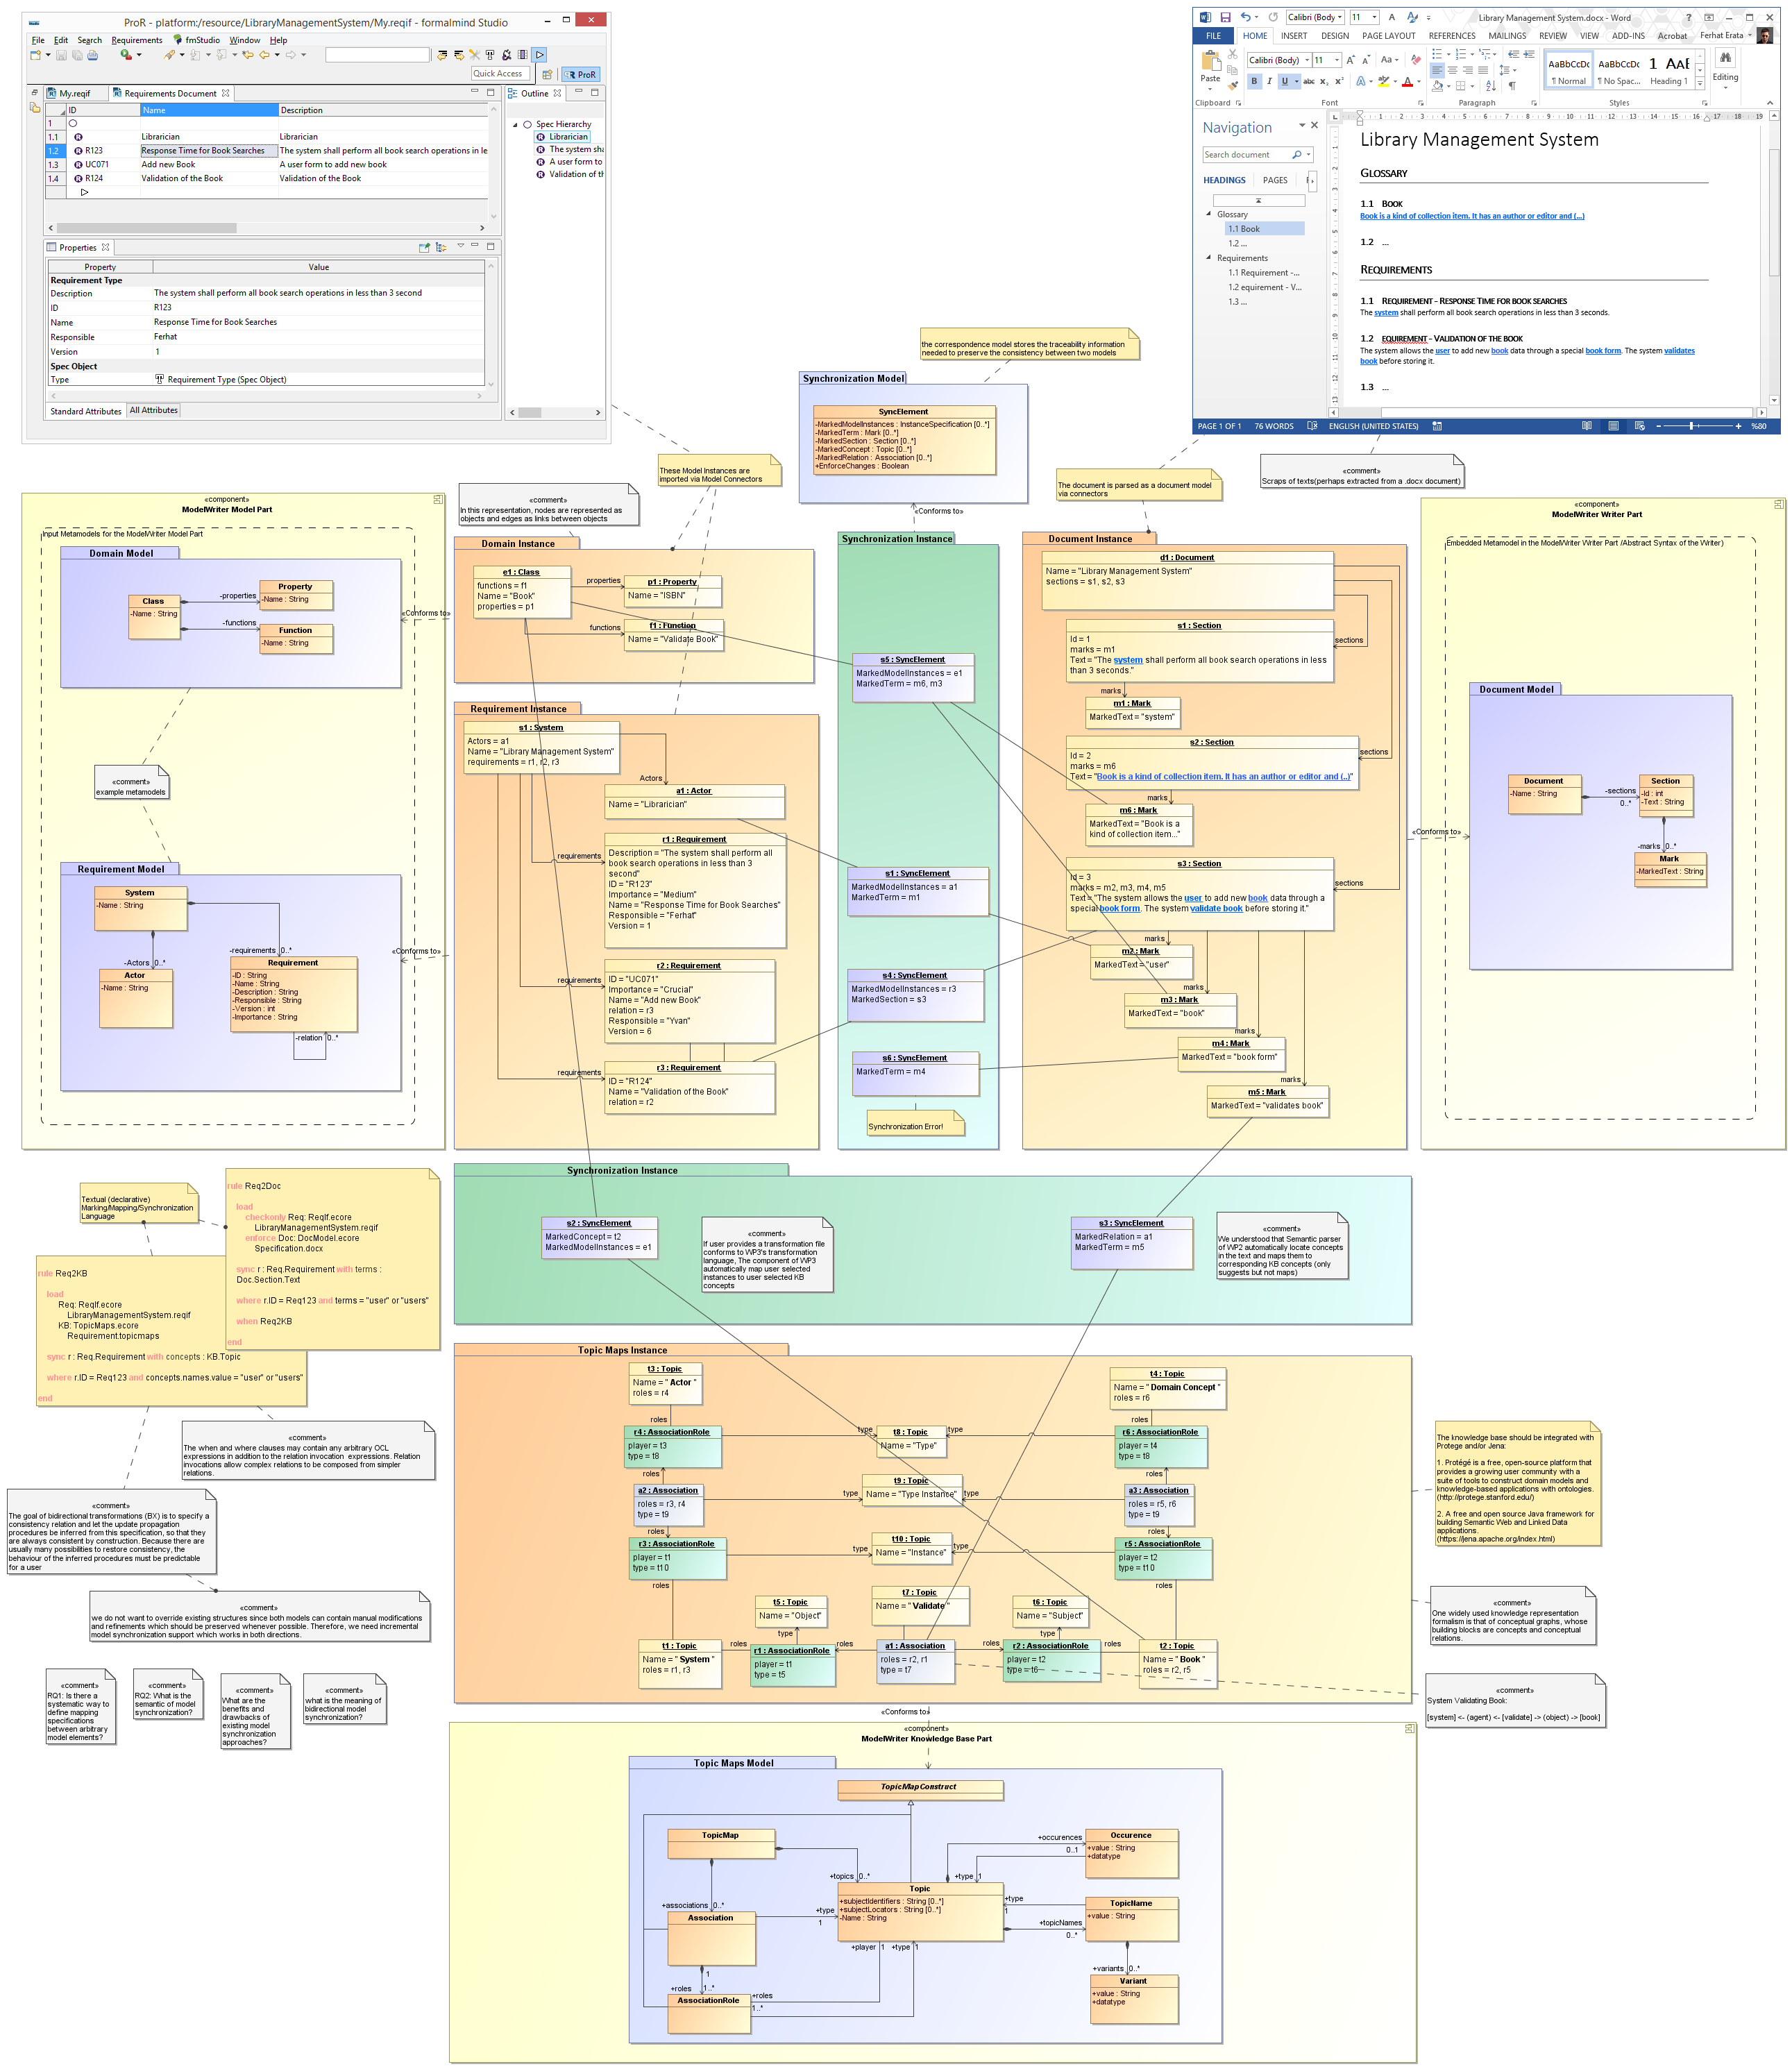 ProR - platform:/resource/LibraryManagementSystem/My.reqif - formalmind Studio
File Edit Search Requirements fmStudio Window Help
Quick Access
ProR
My.reqif
Requirements Document
ID Name Description
1
1.1 Librarician Librarician
1.2 R123 Response Time for Book Searches The system shall perform all book search operations in le
1.3 UC071 Add new Book A user form to add new book
1.4 R124 Validation of the Book Validation of the Book
Outline
Spec Hierarchy
Librarician
The system sha
A user form to
Validation of th
Properties
Property Value
Requirement Type
Description The system shall perform all book search operations in less than 3 second
ID R123
Name Response Time for Book Searches
Responsible Ferhat
Version 1
Spec Object
Type Requirement Type (Spec Object)
Standard Attributes All Attributes
Library Management System.docx - Word
FILE HOME INSERT DESIGN PAGE LAYOUT REFERENCES MAILINGS REVIEW VIEW ADD-INS Acrobat Ferhat Erata
Calibri (Body) 11
Paste
Clipboard Font Paragraph Styles
¶ Normal ¶ No Spac... Heading 1
Editing
Navigation
Search document
HEADINGS PAGES
Glossary
1.1 Book
1.2 ...
Requirements
1.1 Requirement -...
1.2 equirement - V...
1.3 ...
Library Management System
GLOSSARY
1.1 BOOK
Book is a kind of collection item. It has an author or editor and (...)
1.2 ...
REQUIREMENTS
1.1 REQUIREMENT - RESPONSE TIME FOR BOOK SEARCHES
The system shall perform all book search operations in less than 3 seconds.
1.2 EQUIREMENT - VALIDATION OF THE BOOK
The system allows the user to add new book data through a special book form. The system validates
book before storing it.
1.3 ...
PAGE 1 OF 1 76 WORDS ENGLISH (UNITED STATES) %80
the correspondence model stores the traceability information
needed to preserve the consistency between two models
Synchronization Model
SyncElement
-MarkedModelInstances : InstanceSpecification [0..*]
-MarkedTerm : Mark [0..*]
-MarkedSection : Section [0..*]
-MarkedConcept : Topic [0..*]
-MarkedRelation : Association [0..*]
+EnforceChanges : Boolean
«Conforms to»
These Model Instances are
imported via Model Connectors
«comment»
In this representation, nodes are represented as
objects and edges as links between objects
The document is parsed as a document model
via connectors
«comment»
Scraps of texts(perhaps extracted from a .docx document)
«component»
ModelWriter Model Part
Input Metamodels for the ModelWriter Model Part
Domain Model
Class
-Name : String
-properties
Property
-Name : String
-functions
Function
-Name : String
«comment»
example metamodels
Requirement Model
System
-Name : String
-Actors 0..*
Actor
-Name : String
-requirements 0..*
Requirement
-ID : String
-Name : String
-Description : String
-Responsible : String
-Version : int
-Importance : String
-relation 0..*
«Conforms to»
«Conforms to»
Domain Instance
e1 : Class
functions = f1
Name = "Book"
properties = p1
properties
p1 : Property
Name = "ISBN"
functions
f1 : Function
Name = "Validate Book"
Requirement Instance
s1 : System
Actors = a1
Name = "Library Management System"
requirements = r1, r2, r3
Actors
a1 : Actor
Name = "Librarician"
requirements
r1 : Requirement
Description = "The system shall perform all
book search operations in less than 3
second"
ID = "R123"
Importance = "Medium"
Name = "Response Time for Book Searches"
Responsible = "Ferhat"
Version = 1
requirements
r2 : Requirement
ID = "UC071"
Importance = "Crucial"
Name = "Add new Book"
relation = r3
Responsible = "Yvan"
Version = 6
requirements
r3 : Requirement
ID = "R124"
Name = "Validation of the Book"
relation = r2
Synchronization Instance
s5 : SyncElement
MarkedModelInstances = e1
MarkedTerm = m6, m3
s1 : SyncElement
MarkedModelInstances = a1
MarkedTerm = m1
s4 : SyncElement
MarkedModelInstances = r3
MarkedSection = s3
s6 : SyncElement
MarkedTerm = m4
Synchronization Error!
Document Instance
d1 : Document
Name = "Library Management System"
sections = s1, s2, s3
sections
s1 : Section
Id = 1
marks = m1
Text = "The system shall perform all book search operations in less
than 3 seconds."
marks
m1 : Mark
MarkedText = "system"
sections
s2 : Section
Id = 2
marks = m6
Text = "Book is a kind of collection item. It has an author or editor and (..)"
marks
m6 : Mark
MarkedText = "Book is a
kind of collection item..."
sections
s3 : Section
Id = 3
marks = m2, m3, m4, m5
Text = "The system allows the user to add new book data through a
special book form. The system validate book before storing it."
marks
m2 : Mark
MarkedText = "user"
marks
m3 : Mark
MarkedText = "book"
marks
m4 : Mark
MarkedText = "book form"
marks
m5 : Mark
MarkedText = "validates book"
«Conforms to»
«component»
ModelWriter Writer Part
Embedded Metamodel in the ModelWriter Writer Part /Abstract Syntax of the Writer)
Document Model
Document
-Name : String
-sections
0..*
Section
-Id : int
-Text : String
-marks 0..*
Mark
-MarkedText : String
Textual (declarative)
Marking/Mapping/Synchronization
Language
rule Req2Doc
load
checkonly Req: ReqIf.ecore
LibraryManagementSystem.reqif
enforce Doc: DocModel.ecore
Specification.docx
sync r : Req.Requirement with terms :
Doc.Section.Text
where r.ID = Req123 and terms = "user" or "users"
when Req2KB
end
rule Req2KB
load
Req: ReqIf.ecore
LibraryManagementSystem.reqif
KB: TopicMaps.ecore
Requirement.topicmaps
sync r : Req.Requirement with concepts : KB.Topic
where r.ID = Req123 and concepts.names.value = "user" or "users"
end
«comment»
The when and where clauses may contain any arbitrary OCL
expressions in addition to the relation invocation expressions. Relation
invocations allow complex relations to be composed from simpler
relations.
«comment»
The goal of bidirectional transformations (BX) is to specify a
consistency relation and let the update propagation
procedures be inferred from this specification, so that they
are always consistent by construction. Because there are
usually many possibilities to restore consistency, the
behaviour of the inferred procedures must be predictable
for a user
«comment»
we do not want to override existing structures since both models can contain manual modifications
and refinements which should be preserved whenever possible. Therefore, we need incremental
model synchronization support which works in both directions.
«comment»
RQ1: Is there a
systematic way to
define mapping
specifications
between arbitrary
model elements?
«comment»
RQ2: What is the
semantic of model
synchronization?
«comment»
What are the
benefits and
drawbacks of
existing model
synchronization
approaches?
«comment»
what is the meaning of
bidirectional model
synchronization?
Synchronization Instance
s2 : SyncElement
MarkedConcept = t2
MarkedModelInstances = e1
«comment»
If user provides a transformation file
conforms to WP3's transformation
language, The component of WP3
automatically map user selected
instances to user selected KB
concepts
s3 : SyncElement
MarkedRelation = a1
MarkedTerm = m5
«comment»
We understood that Semantic parser
of WP2 automatically locate concepts
in the text and maps them to
corresponding KB concepts (only
suggests but not maps)
Topic Maps Instance
t3 : Topic
Name = " Actor "
roles = r4
roles
r4 : AssociationRole
player = t3
type = t8
roles
a2 : Association
roles = r3, r4
type = t9
roles
r3 : AssociationRole
player = t1
type = t10
roles
t1 : Topic
Name = " System "
roles = r1, r3
type
t8 : Topic
Name = "Type"
type
type
t9 : Topic
Name = "Type Instance"
type
type
t10 : Topic
Name = "Instance"
type
t4 : Topic
Name = " Domain Concept "
roles = r6
roles
r6 : AssociationRole
player = t4
type = t8
roles
a3 : Association
roles = r5, r6
type = t9
roles
r5 : AssociationRole
player = t2
type = t10
roles
t5 : Topic
Name = "Object"
type
roles
r1 : AssociationRole
player = t1
type = t5
roles
t7 : Topic
Name = " Validate "
a1 : Association
roles = r2, r1
type = t7
roles
t6 : Topic
Name = "Subject"
type
r2 : AssociationRole
player = t2
type = t6
roles
t2 : Topic
Name = " Book "
roles = r2, r5
The knowledge base should be integrated with
Protege and/or Jena:
1. Protégé is a free, open-source platform that
provides a growing user community with a
suite of tools to construct domain models and
knowledge-based applications with ontologies.
(http://protege.stanford.edu/)
2. A free and open source Java framework for
building Semantic Web and Linked Data
applications.
(https://jena.apache.org/index.html)
«comment»
One widely used knowledge representation
formalism is that of conceptual graphs, whose
building blocks are concepts and conceptual
relations.
«comment»
System Validating Book:
[system] <- (agent) <- [validate] -> (object) -> [book]
«Conforms to»
«component»
ModelWriter Knowledge Base Part
Topic Maps Model
TopicMapConstruct
TopicMap
+topics 0..*
+associations 0..*
Association
+type
1
1
+roles 1..*
AssociationRole
+roles
1..*
+player 1
+type 1
Topic
+subjectIdentifiers : String [0..*]
+subjectLocators : String [0..*]
-Name : String
+occurences
0..1
+type 1
Occurence
+value : String
+datatype
+type
1
TopicName
+value : String
+topicNames
0..*
+variants 0..*
Variant
+value : String
+datatype